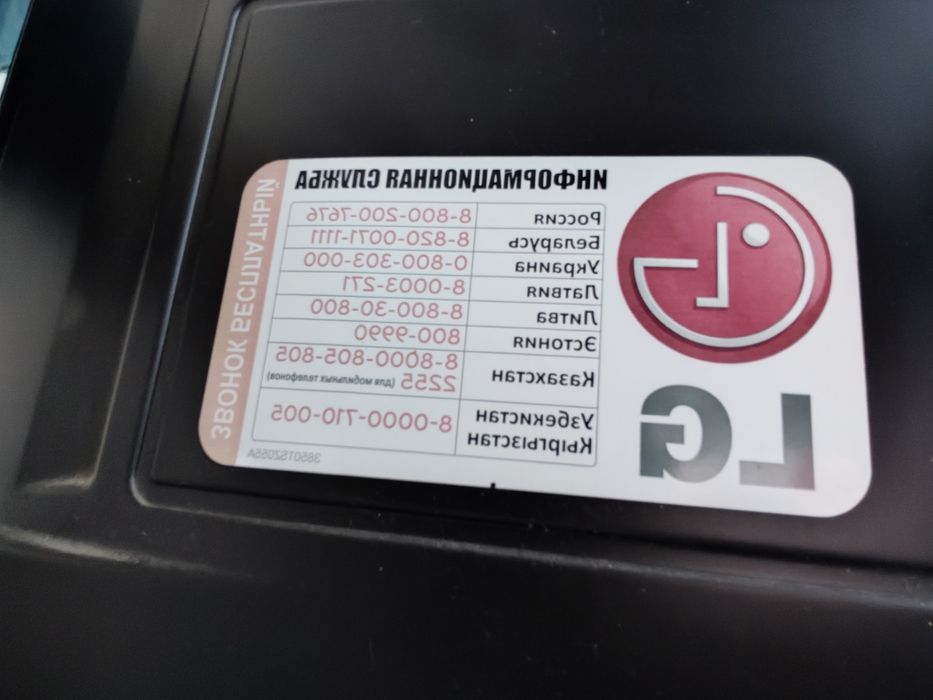 LG
ИНФОРМАЦИОННАЯ СЛУЖБА
Россия 8-800-200-7676
Беларусь 8-820-0071-1111
Украина 0-800-303-000
Латвия 8-0003-271
Литва 8-800-30-800
Эстония 800-9990
Казахстан 8-8000-805-805
2255 (для мобильных телефонов)
Узбекистан
Кыргызстан 8-0000-710-005
3850TSZ055A
ЗВОНОК БЕСПЛАТНЫЙ